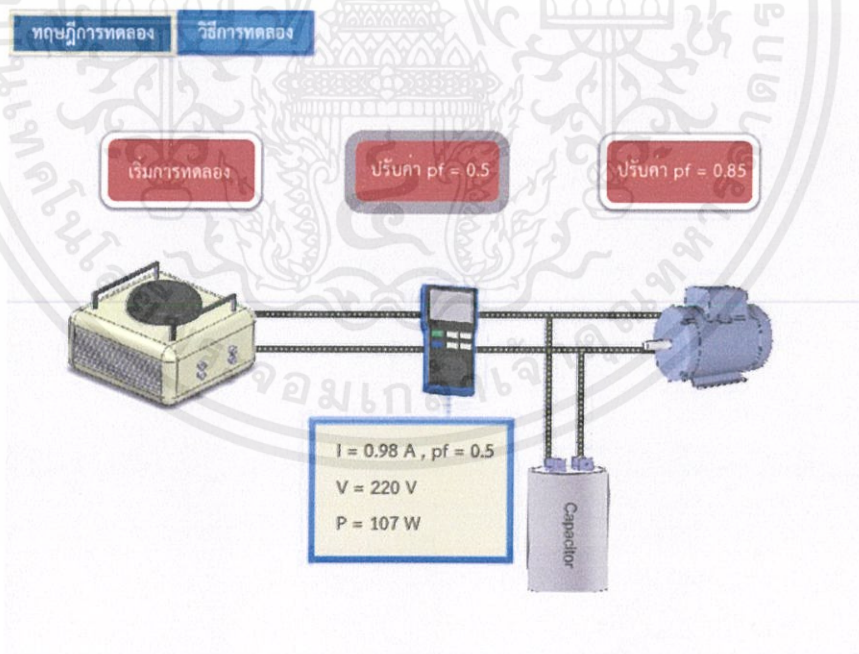 ทฤษฎีการทดลอง
วิธีการทดลอง
เริ่มการทดลอง
ปรับค่า pf = 0.5
ปรับค่า pf = 0.85
I = 0.98 A , pf = 0.5
V = 220 V
P = 107 W
Capacitor